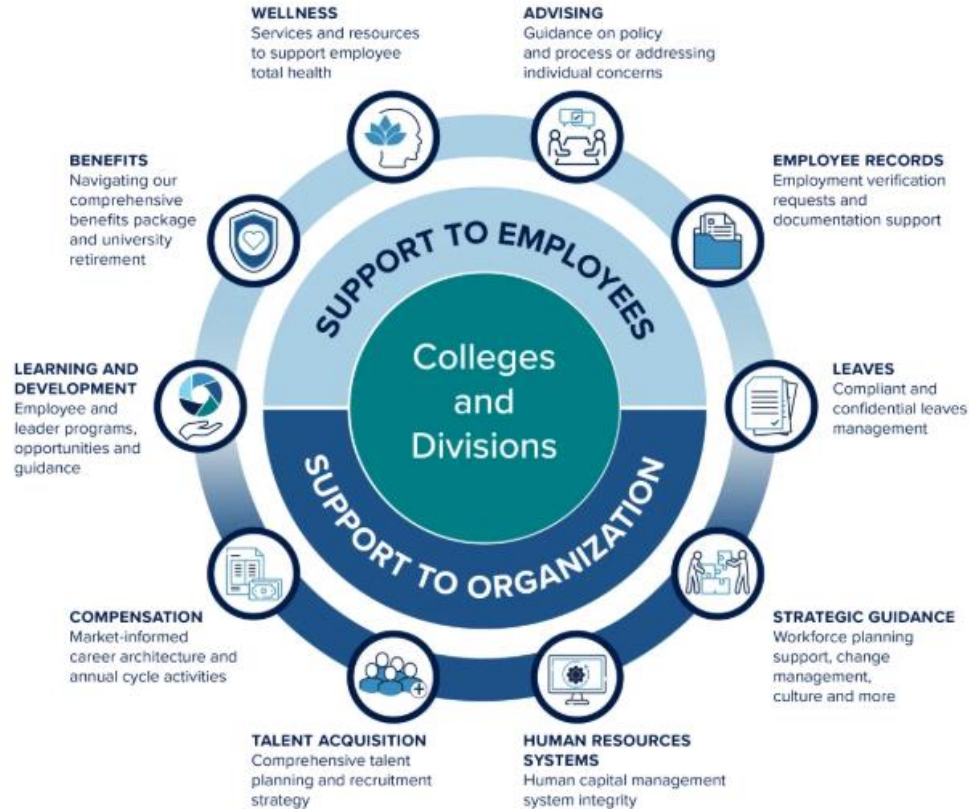 WELLNESS
Services and resources
to support employee
total health
ADVISING
Guidance on policy
and process or addressing
individual concerns
BENEFITS
Navigating our
comprehensive
benefits package
and university
retirement
EMPLOYEE RECORDS
Employment verification
requests and
documentation support
SUPPORT TO EMPLOYEES
Colleges
and
Divisions
SUPPORT TO ORGANIZATION
LEARNING AND
DEVELOPMENT
Employee and
leader programs,
opportunities and
guidance
LEAVES
Compliant and
confidential leaves
management
COMPENSATION
Market-informed
career architecture and
annual cycle activities
STRATEGIC GUIDANCE
Workforce planning
support, change
management,
culture and more
TALENT ACQUISITION
Comprehensive talent
planning and recruitment
strategy
HUMAN RESOURCES
SYSTEMS
Human capital management
system integrity